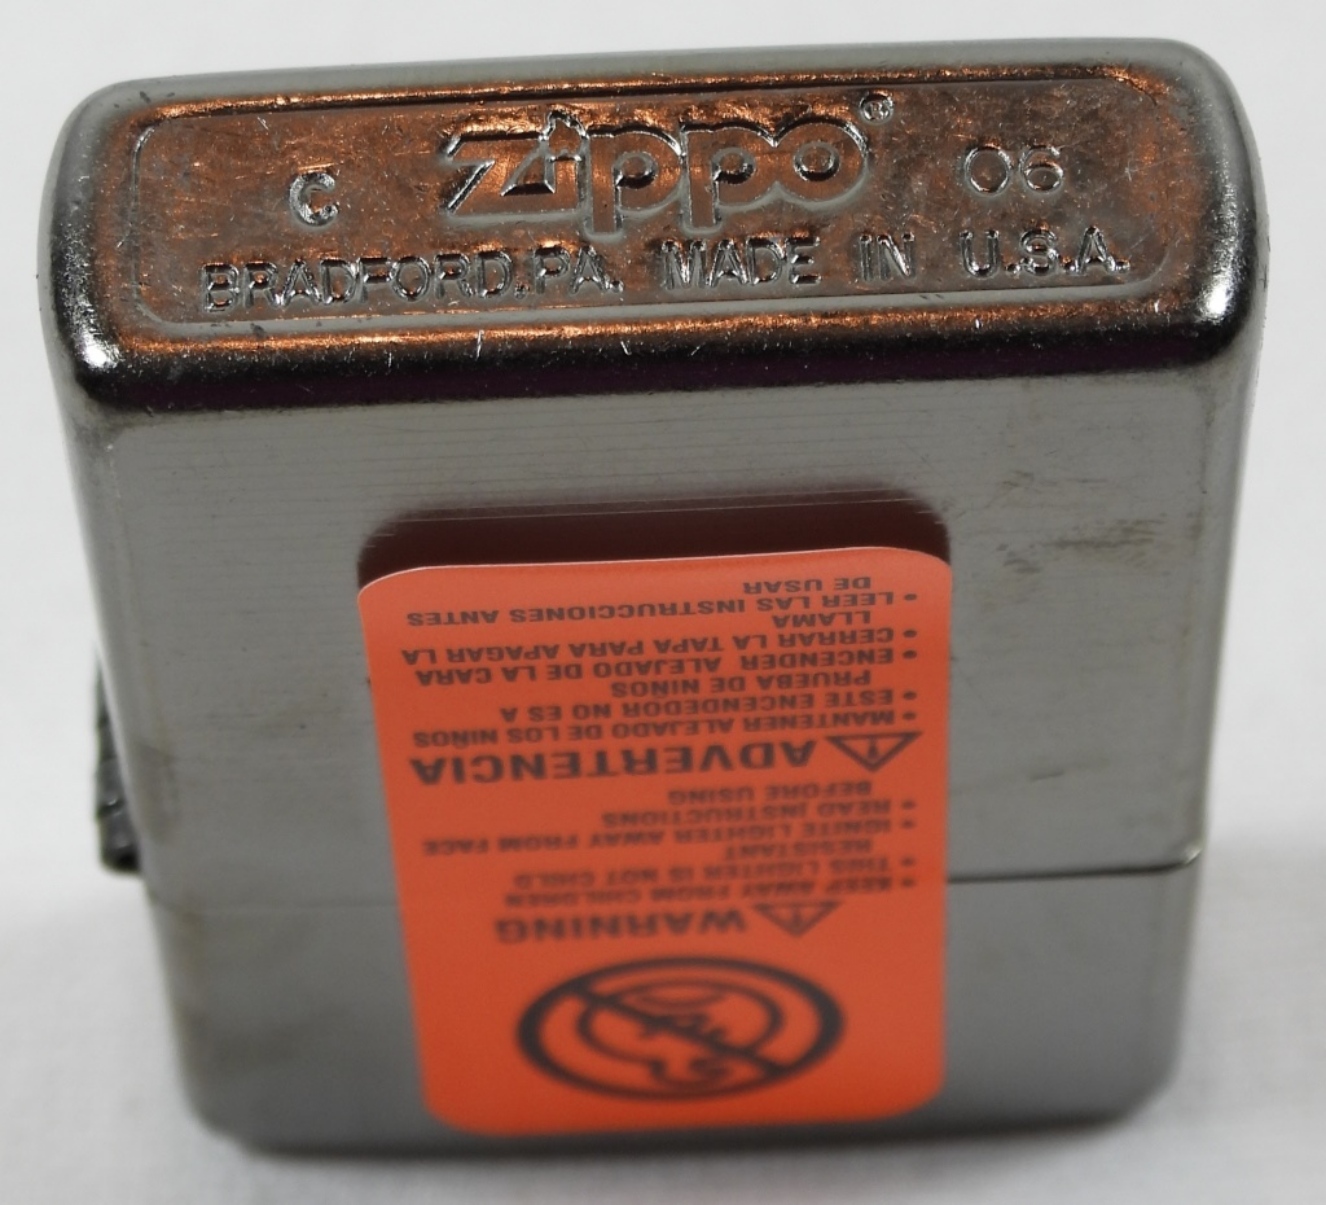 C zippo® 06
BRADFORD.PA. MADE IN U.S.A.
⚠ WARNING
• KEEP AWAY FROM CHILDREN
• THIS LIGHTER IS NOT CHILD
RESISTANT
• IGNITE LIGHTER AWAY FROM FACE
• READ INSTRUCTIONS
BEFORE USING
⚠ ADVERTENCIA
• MANTENER ALEJADO DE LOS NIÑOS
• ESTE ENCENDEDOR NO ES A
PRUEBA DE NIÑOS
• ENCENDER ALEJADO DE LA CARA
• CERRAR LA TAPA PARA APAGAR LA
LLAMA
• LEER LAS INSTRUCCIONES ANTES
DE USAR